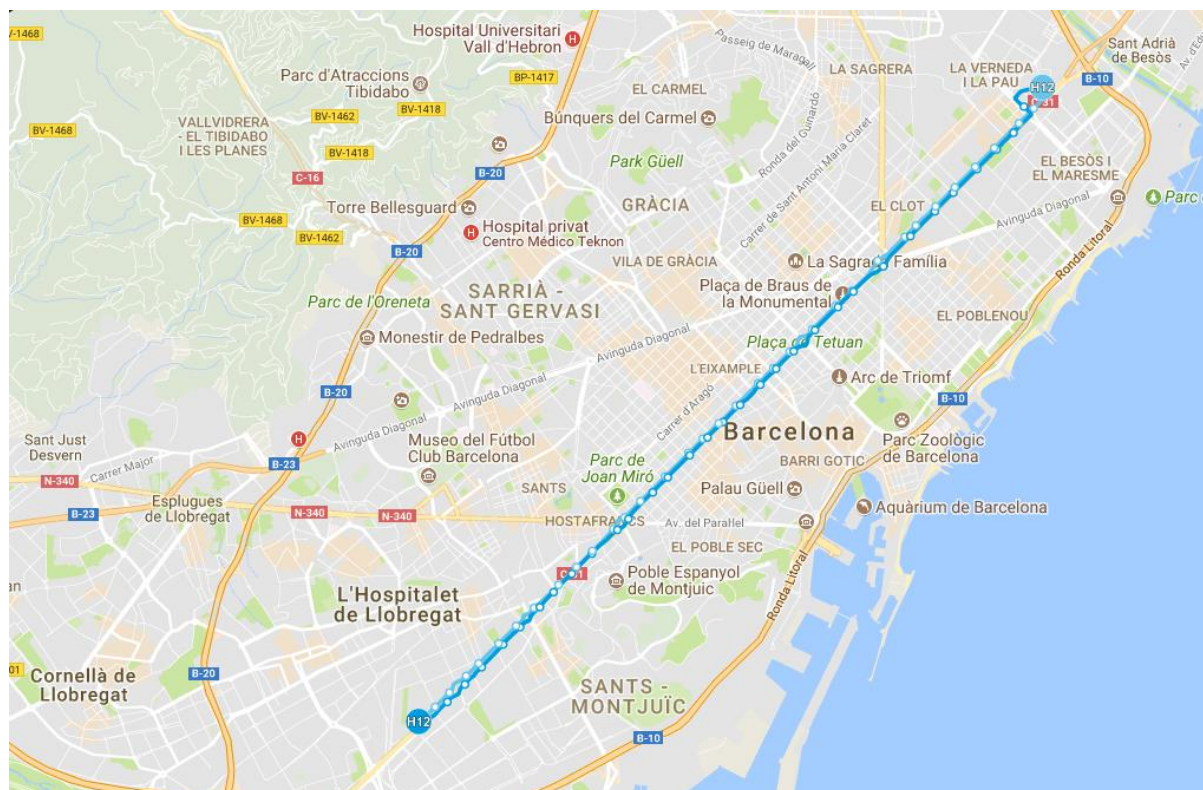 BV-1468
Hospital Universitari
Vall d'Hebron
H
Passeig de Maragall
Sant Adrià
de Besòs
Parc d'Atraccions
Tibidabo
BP-1417
LA SAGRERA
LA VERNEDA
I LA PAU
H12
B-10
EL CARMEL
BV-1418
BV-1462
Búnquers del Carmel
Ronda del Guinardó
VALLVIDRERA
- EL TIBIDABO
I LES PLANES
BV-1468
BV-1418
Carrer de Sant Antoni Maria Claret
C-16
B-20
Park Güell
EL BESÒS I
EL MARESME
Torre Bellesguard
GRÀCIA
EL CLOT
Avinguda Diagonal
Parc
BV-1468
BV-1462
Hospital privat
Centro Médico Teknon
H
B-20
VILA DE GRÀCIA
La Sagrada Família
Ronda Litoral
SARRIÀ -
SANT GERVASI
Plaça de Braus de
la Monumental
Parc de l'Oreneta
EL POBLENOU
Monestir de Pedralbes
Avinguda Diagonal
Plaça de Tetuan
L'EIXAMPLE
Arc de Triomf
B-20
Avinguda Diagonal
Carrer d'Aragó
B-10
Sant Just
Desvern
H
Avinguda Diagonal
Museo del Fútbol
Club Barcelona
Barcelona
Parc Zoològic
de Barcelona
Carrer Major
B-23
BARRI GOTIC
N-340
Parc de
Joan Miró
SANTS
Palau Güell
Esplugues
de Llobregat
B-23
N-340
N-340
HOSTAFRANCS
Av. del Paral·lel
Aquàrium de Barcelona
EL POBLE SEC
Poble Espanyol
de Montjuic
L'Hospitalet
de Llobregat
Ronda Litoral
Cornellà de
Llobregat
B-20
SANTS -
MONTJUÏC
H12
B-10